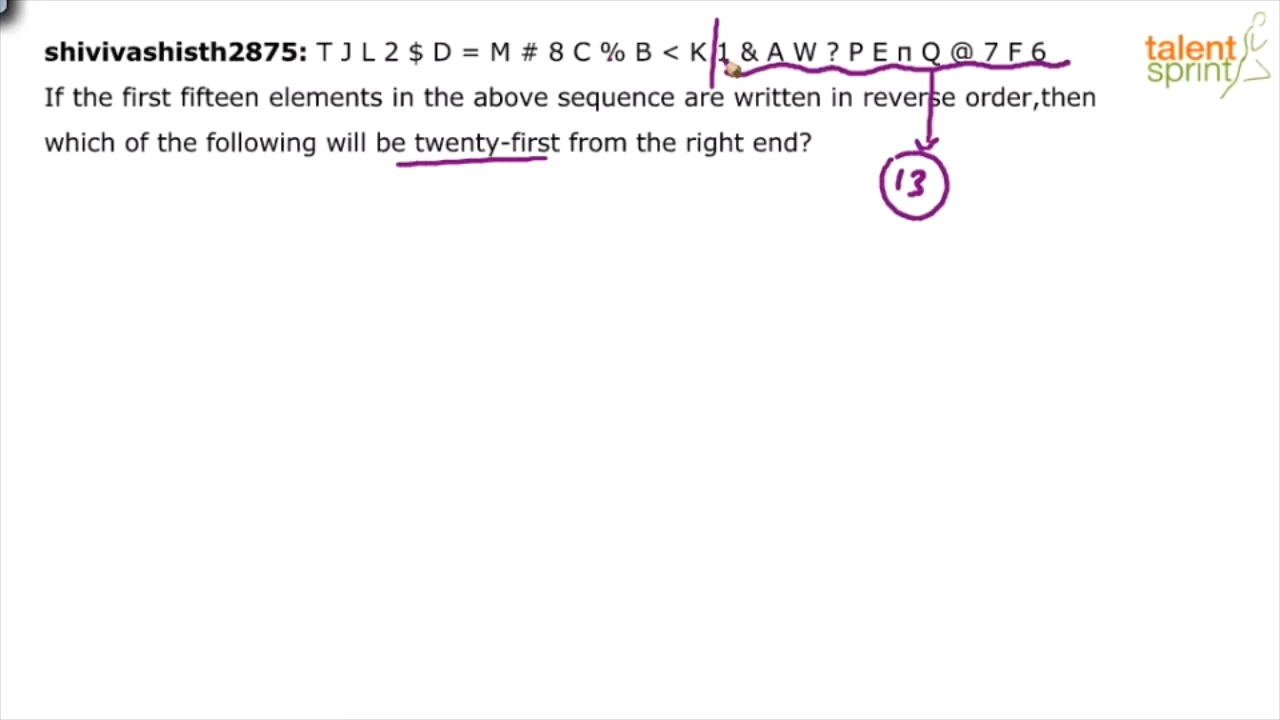 shivivashisth2875: T J L 2 $ D = M # 8 C % B < K 1 & A W ? P E п Q @ 7 F 6
If the first fifteen elements in the above sequence are written in reverse order,then
which of the following will be twenty-first from the right end?
13
talent
sprint